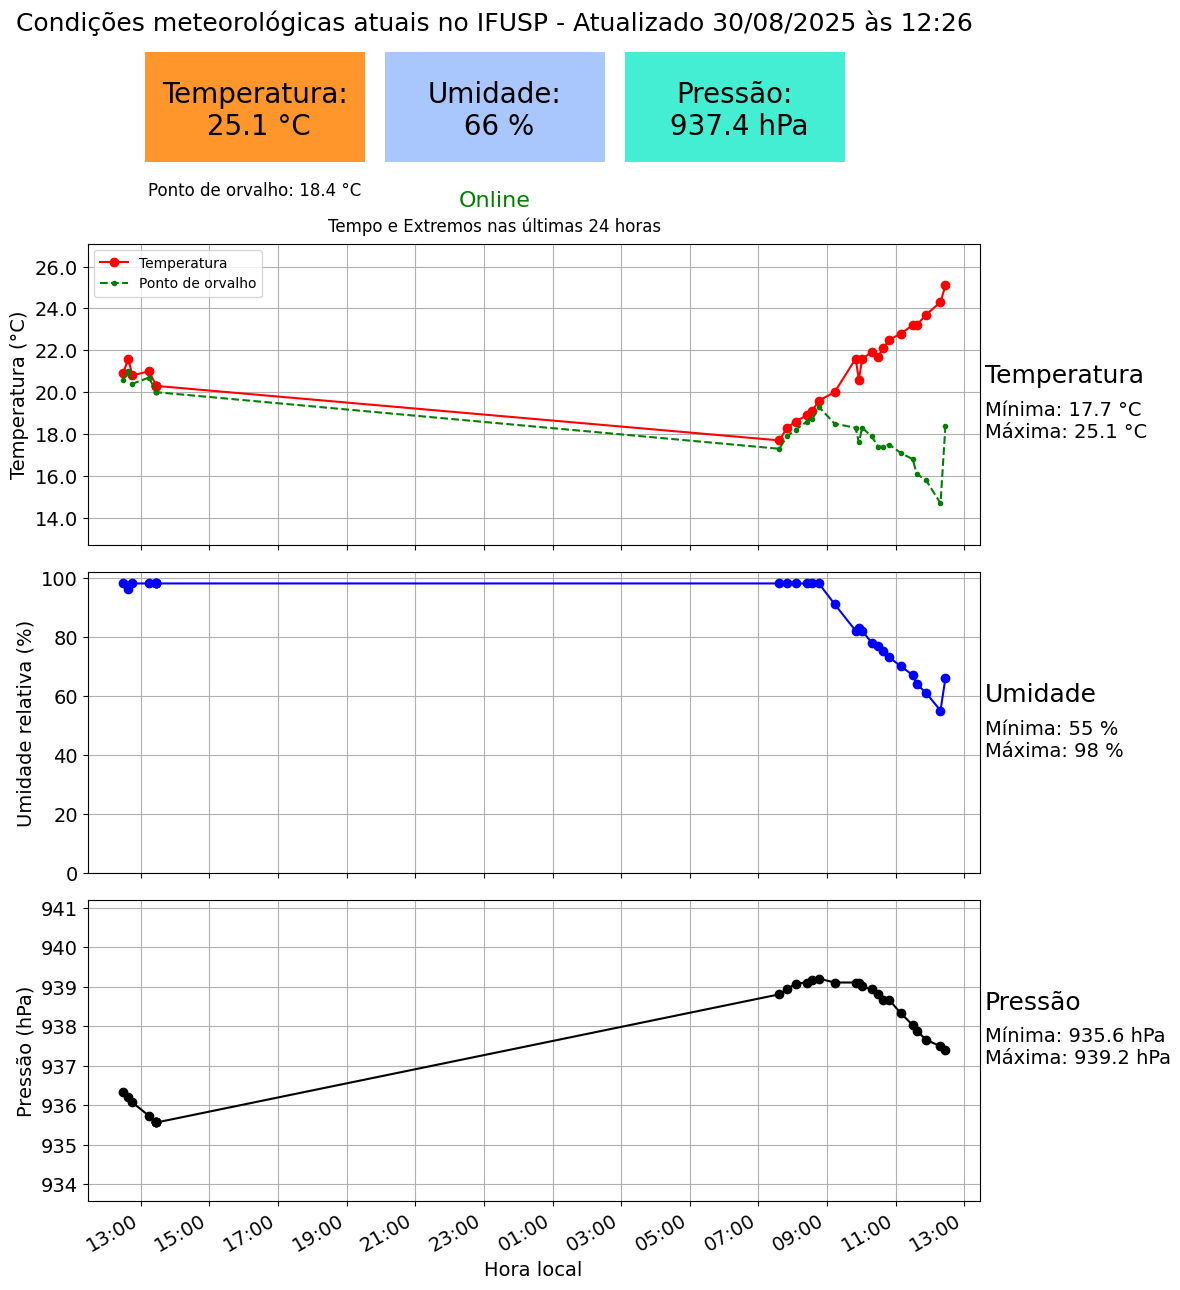 Condições meteorológicas atuais no IFUSP - Atualizado 30/08/2025 às 12:26
Temperatura:
25.1 °C
Umidade:
66 %
Pressão:
937.4 hPa
Ponto de orvalho: 18.4 °C
Online
Tempo e Extremos nas últimas 24 horas
Temperatura
Ponto de orvalho
Temperatura (°C)
26.0
24.0
22.0
20.0
18.0
16.0
14.0
Temperatura
Mínima: 17.7 °C
Máxima: 25.1 °C
Umidade relativa (%)
100
80
60
40
20
0
Umidade
Mínima: 55 %
Máxima: 98 %
Pressão (hPa)
941
940
939
938
937
936
935
934
Pressão
Mínima: 935.6 hPa
Máxima: 939.2 hPa
13:00
15:00
17:00
19:00
21:00
23:00
01:00
03:00
05:00
07:00
09:00
11:00
13:00
Hora local